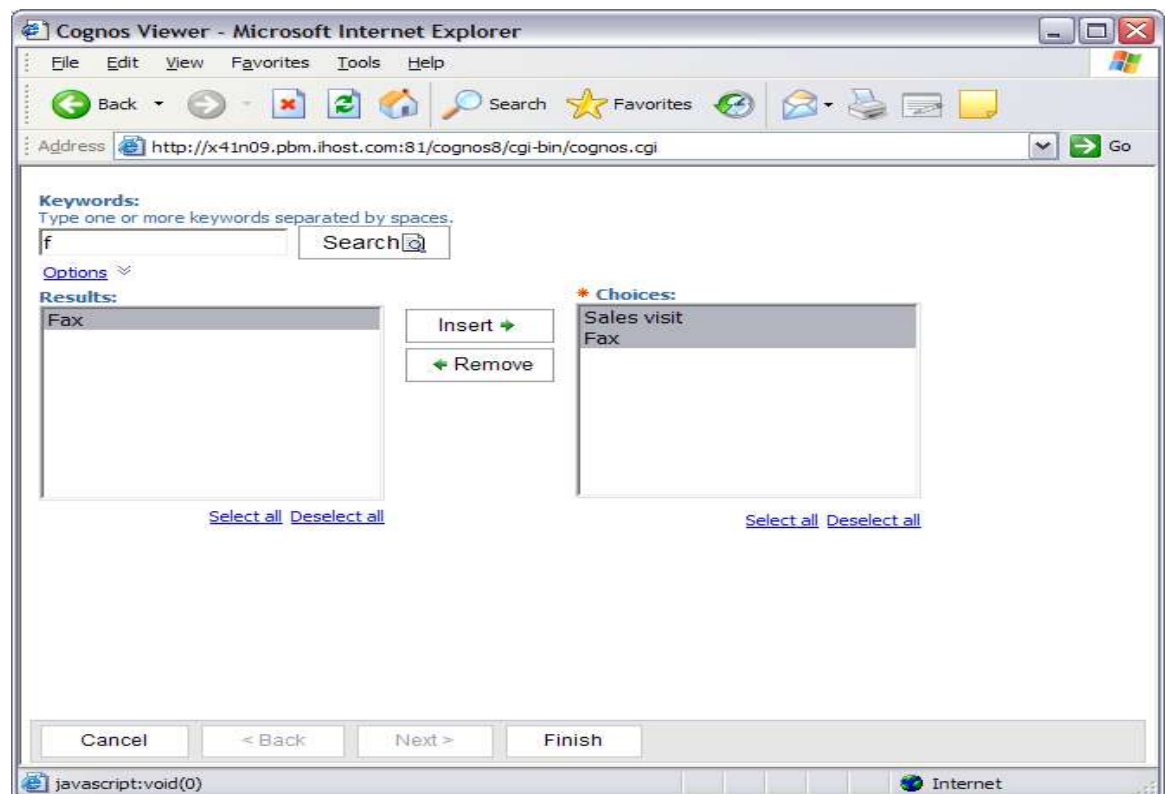 Cognos Viewer - Microsoft Internet Explorer
File Edit View Favorites Tools Help
Back Search Favorites
Address http://x41n09.pbm.ihost.com:81/cognos8/cgi-bin/cognos.cgi Go
Keywords:
Type one or more keywords separated by spaces.
f Search
Options
Results:
* Choices:
Fax
Insert
Remove
Sales visit
Fax
Select all Deselect all
Select all Deselect all
Cancel < Back Next > Finish
javascript:void(0) Internet